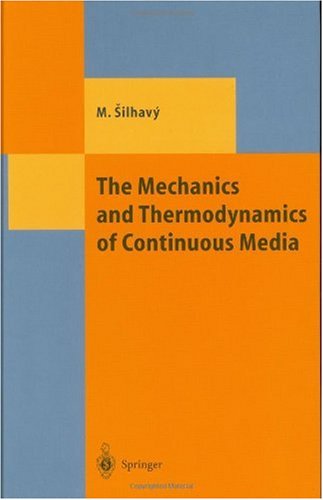 M. Šilhavý
The Mechanics
and Thermodynamics
of Continuous Media
Springer